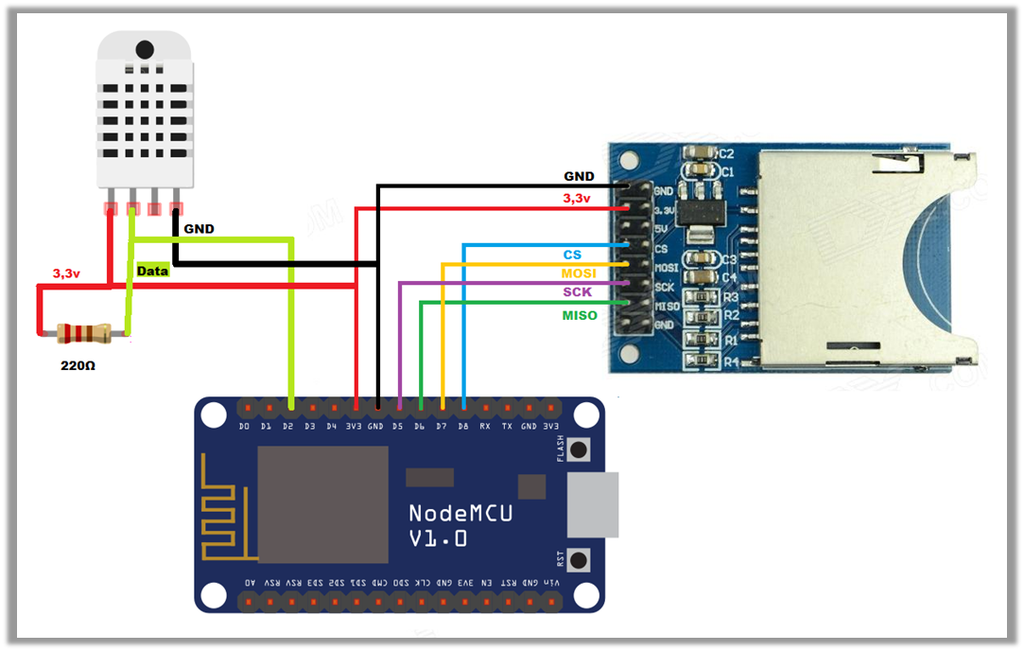 GND
3,3v
GND
Data
3,3v
220Ω
CS
MOSI
SCK
MISO
C2
C1
GND
3.3V
5V
CS
MOSI
SCK
MISO
GND
C3
C4
R3
R2
R1
R4
D0 D1 D2 D3 D4 3V3 GND D5 D6 D7 D8 RX TX GND 3V3
FLASH
NodeMCU
V1.0
RST
A0 RSV RSV SD3 SD2 SD1 CMD SD0 CLK GND 3V3 EN RST GND Vin